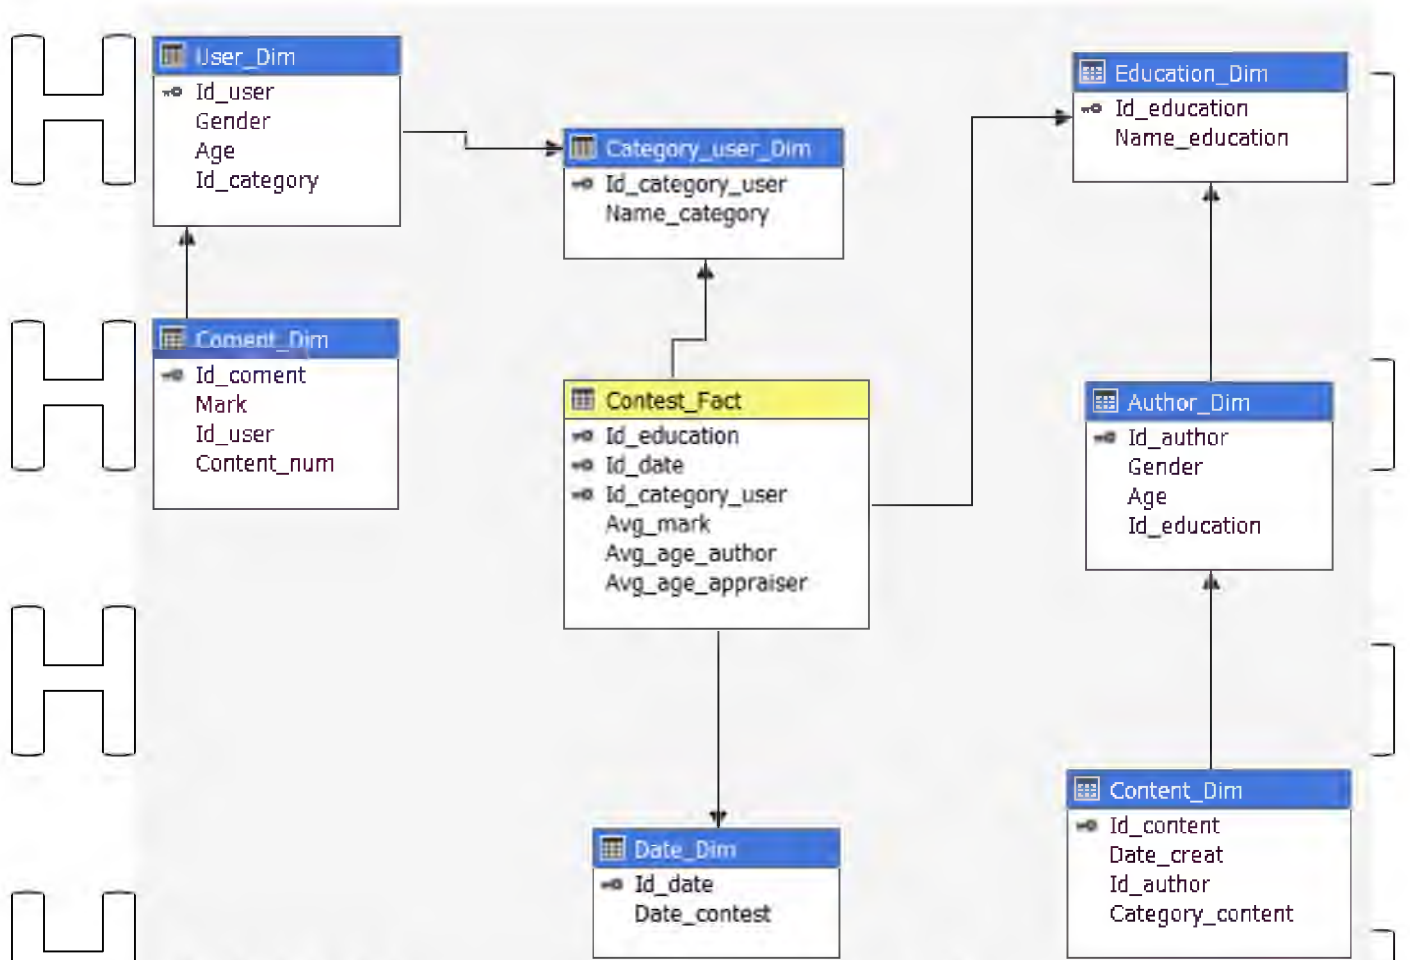 User_Dim
Id_user
Gender
Age
Id_category
Category_user_Dim
Id_category_user
Name_category
Education_Dim
Id_education
Name_education
Coment_Dim
Id_coment
Mark
Id_user
Content_num
Contest_Fact
Id_education
Id_date
Id_category_user
Avg_mark
Avg_age_author
Avg_age_appraiser
Author_Dim
Id_author
Gender
Age
Id_education
Date_Dim
Id_date
Date_contest
Content_Dim
Id_content
Date_creat
Id_author
Category_content